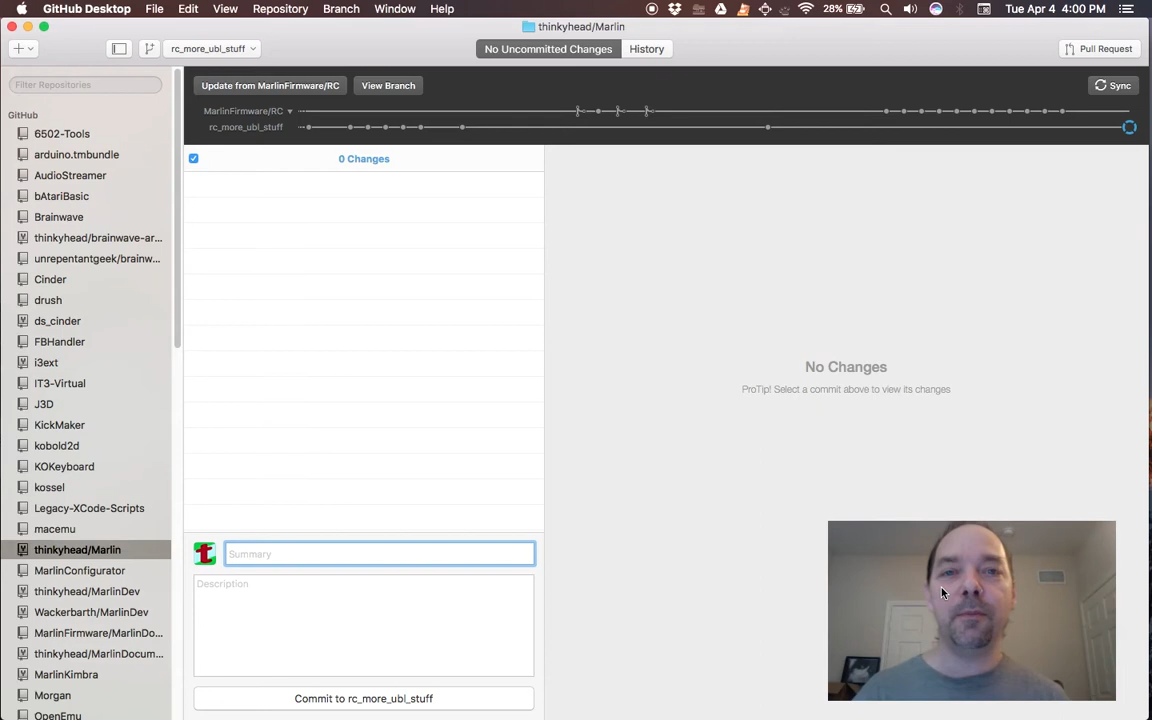 GitHub Desktop File Edit View Repository Branch Window Help 28% Tue Apr 4 4:00 PM
thinkyhead/Marlin
rc_more_ubl_stuff No Uncommitted Changes History Pull Request
Filter Repositories
Update from MarlinFirmware/RC View Branch Sync
MarlinFirmware/RC
rc_more_ubl_stuff
GitHub
6502-Tools
arduino.tmbundle
AudioStreamer
bAtariBasic
Brainwave
thinkyhead/brainwave-ar...
unrepentantgeek/brainw...
Cinder
drush
ds_cinder
FBHandler
i3ext
IT3-Virtual
J3D
KickMaker
kobold2d
KOKeyboard
kossel
Legacy-XCode-Scripts
macemu
thinkyhead/Marlin
MarlinConfigurator
thinkyhead/MarlinDev
Wackerbarth/MarlinDev
MarlinFirmware/MarlinDo...
thinkyhead/MarlinDocum...
MarlinKimbra
Morgan
OpenEmu
0 Changes
t
Summary
Description
Commit to rc_more_ubl_stuff
No Changes
ProTip! Select a commit above to view its changes